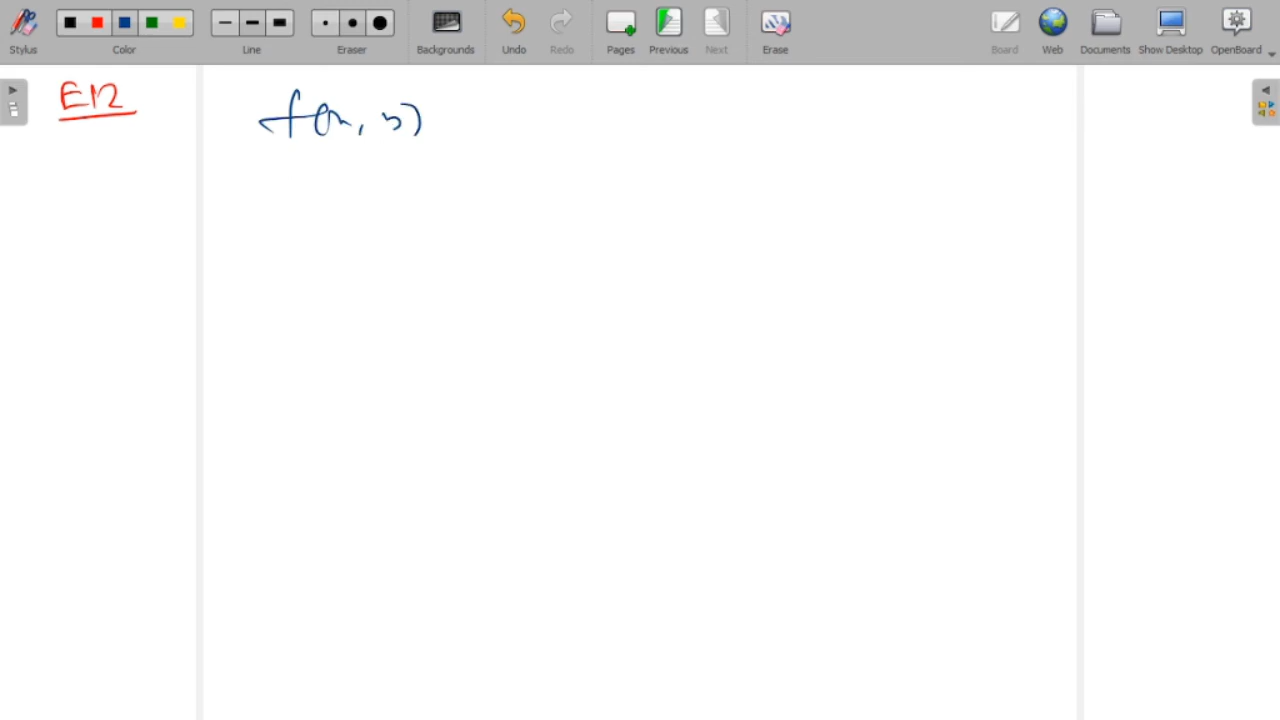 Stylus Color Line Eraser Backgrounds Undo Redo Pages Previous Next Erase Board Web Documents Show Desktop OpenBoard
E12
f(x, y)